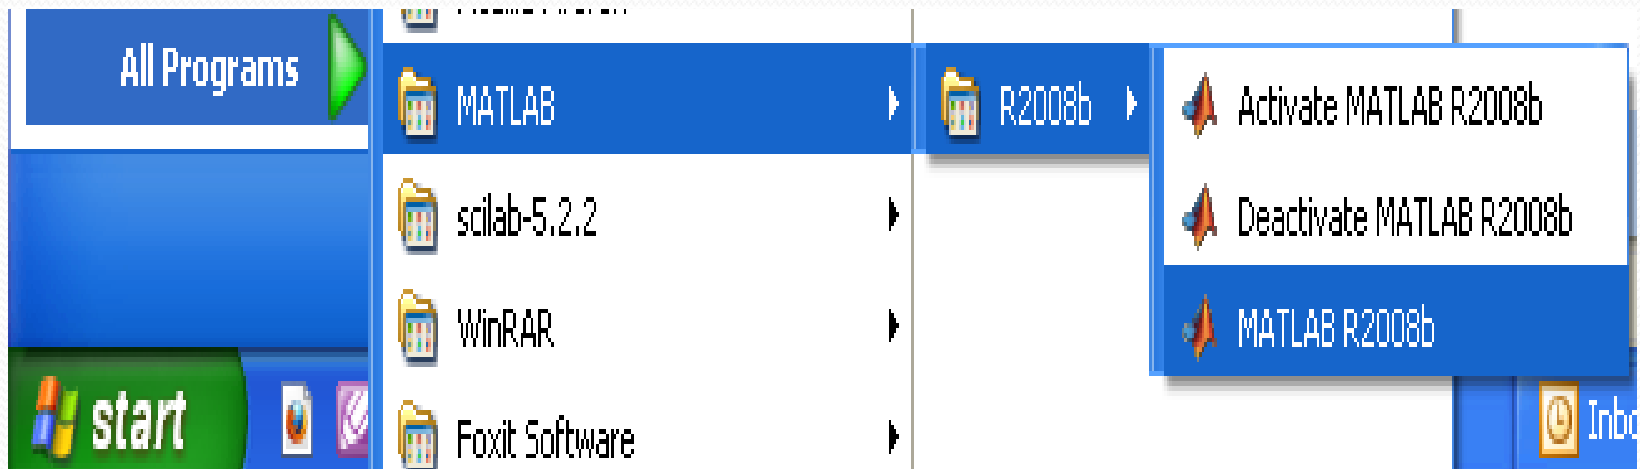 All Programs
MATLAB
scilab-5.2.2
WinRAR
Foxit Software
R2008b
Activate MATLAB R2008b
Deactivate MATLAB R2008b
MATLAB R2008b
start